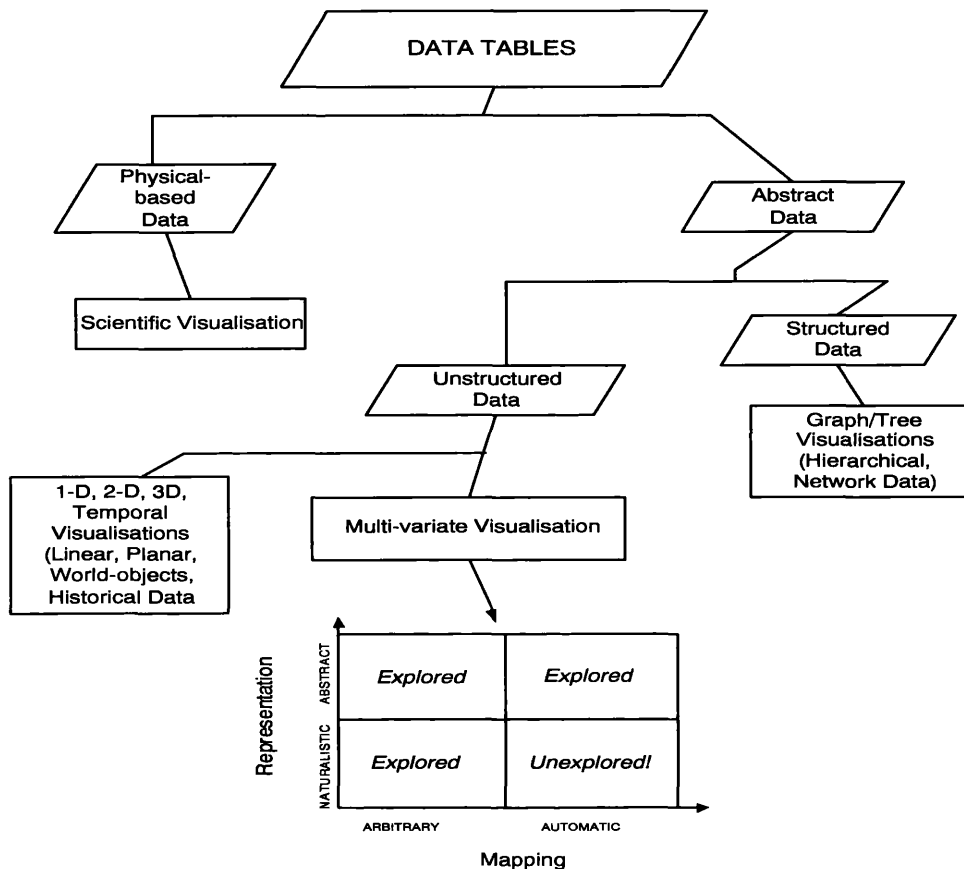 DATA TABLES
Physical-
based
Data
Abstract
Data
Scientific Visualisation
Structured
Data
Unstructured
Data
Graph/Tree
Visualisations
(Hierarchical,
Network Data)
1-D, 2-D, 3D,
Temporal
Visualisations
(Linear, Planar,
World-objects,
Historical Data
Multi-variate Visualisation
Representation
ABSTRACT
NATURALISTIC
Explored
Explored
Explored
Unexplored!
ARBITRARY
AUTOMATIC
Mapping